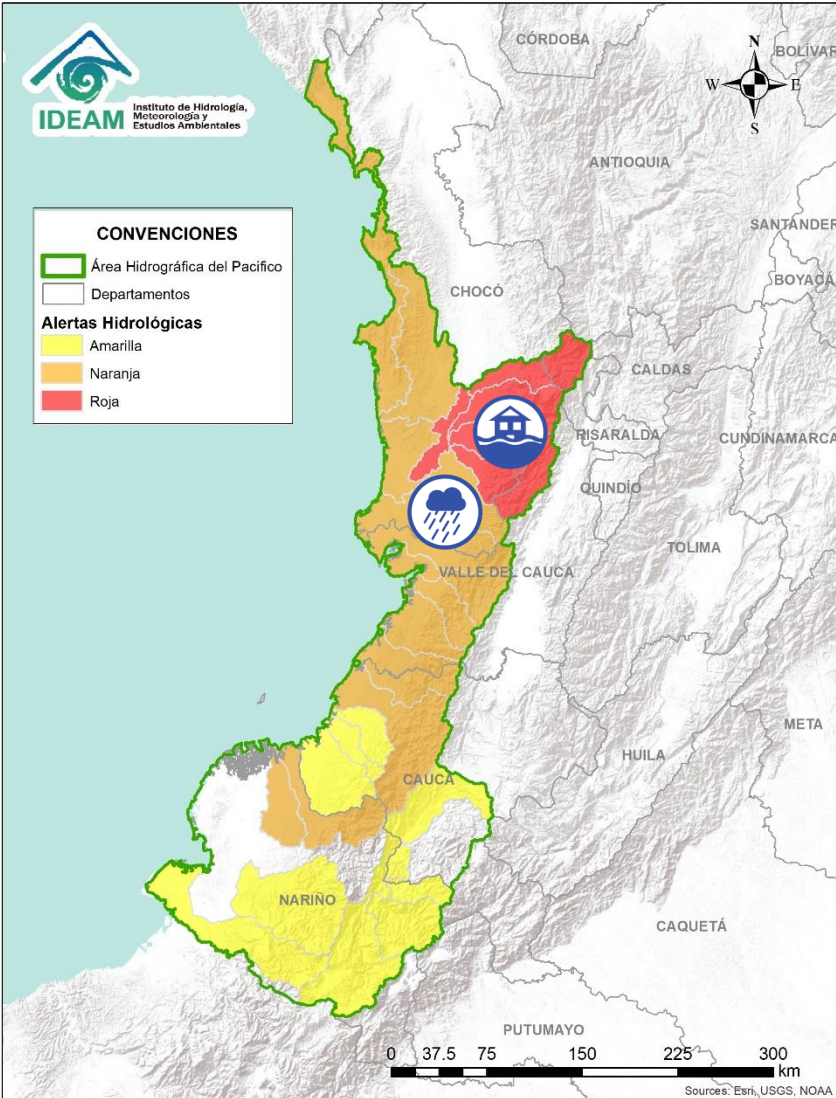 IDEAM
Instituto de Hidrología,
Meteorología y
Estudios Ambientales
CÓRDOBA
BOLÍVAR
N
W E
S
ANTIOQUIA
SANTANDER
CONVENCIONES
Área Hidrográfica del Pacifico
Departamentos
Alertas Hidrológicas
Amarilla
Naranja
Roja
BOYACÁ
CHOCÓ
CALDAS
RISARALDA
CUNDINAMARCA
QUINDÍO
TOLIMA
VALLE DEL CAUCA
META
HUILA
CAUCA
NARIÑO
CAQUETÁ
PUTUMAYO
0 37.5 75 150 225 300
km
Sources: Esri, USGS, NOAA